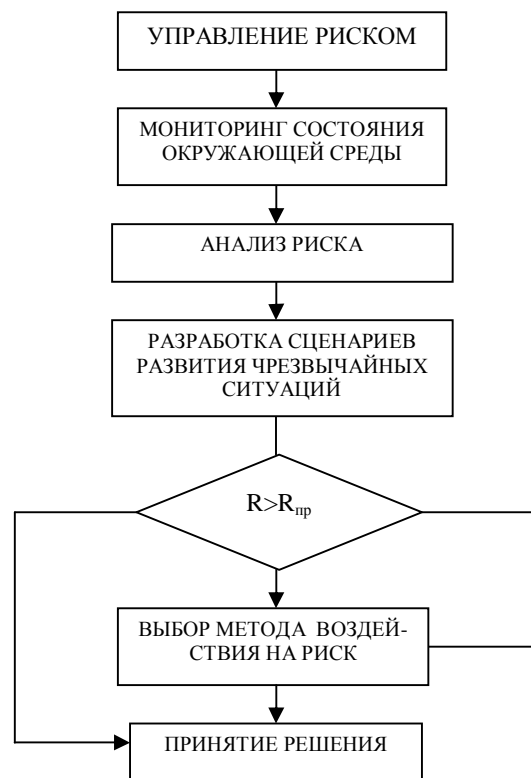 УПРАВЛЕНИЕ РИСКОМ
МОНИТОРИНГ СОСТОЯНИЯ
ОКРУЖАЮЩЕЙ СРЕДЫ
АНАЛИЗ РИСКА
РАЗРАБОТКА СЦЕНАРИЕВ
РАЗВИТИЯ ЧРЕЗВЫЧАЙНЫХ
СИТУАЦИЙ
R>Rпр
ВЫБОР МЕТОДА ВОЗДЕЙ-
СТВИЯ НА РИСК
ПРИНЯТИЕ РЕШЕНИЯ